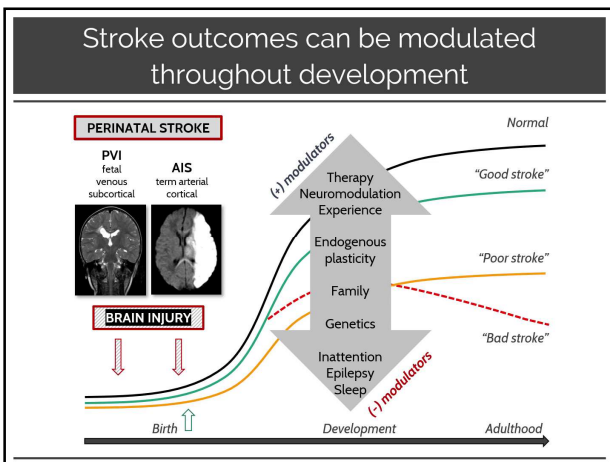 Stroke outcomes can be modulated
throughout development
PERINATAL STROKE
PVI
fetal
venous
subcortical
AIS
term arterial
cortical
BRAIN INJURY
(+) modulators
Therapy
Neuromodulation
Experience
Endogenous
plasticity
Family
Genetics
Inattention
Epilepsy
Sleep
(-) modulators
Normal
"Good stroke"
"Poor stroke"
"Bad stroke"
Birth
Development
Adulthood